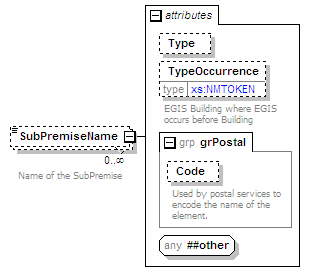 attributes
Type
TypeOccurrence
type xs:NMTOKEN
EGIS Building where EGIS
occurs before Building
SubPremiseName
0..∞
Name of the SubPremise
grp grPostal
Code
Used by postal services to
encode the name of the
element.
any ##other